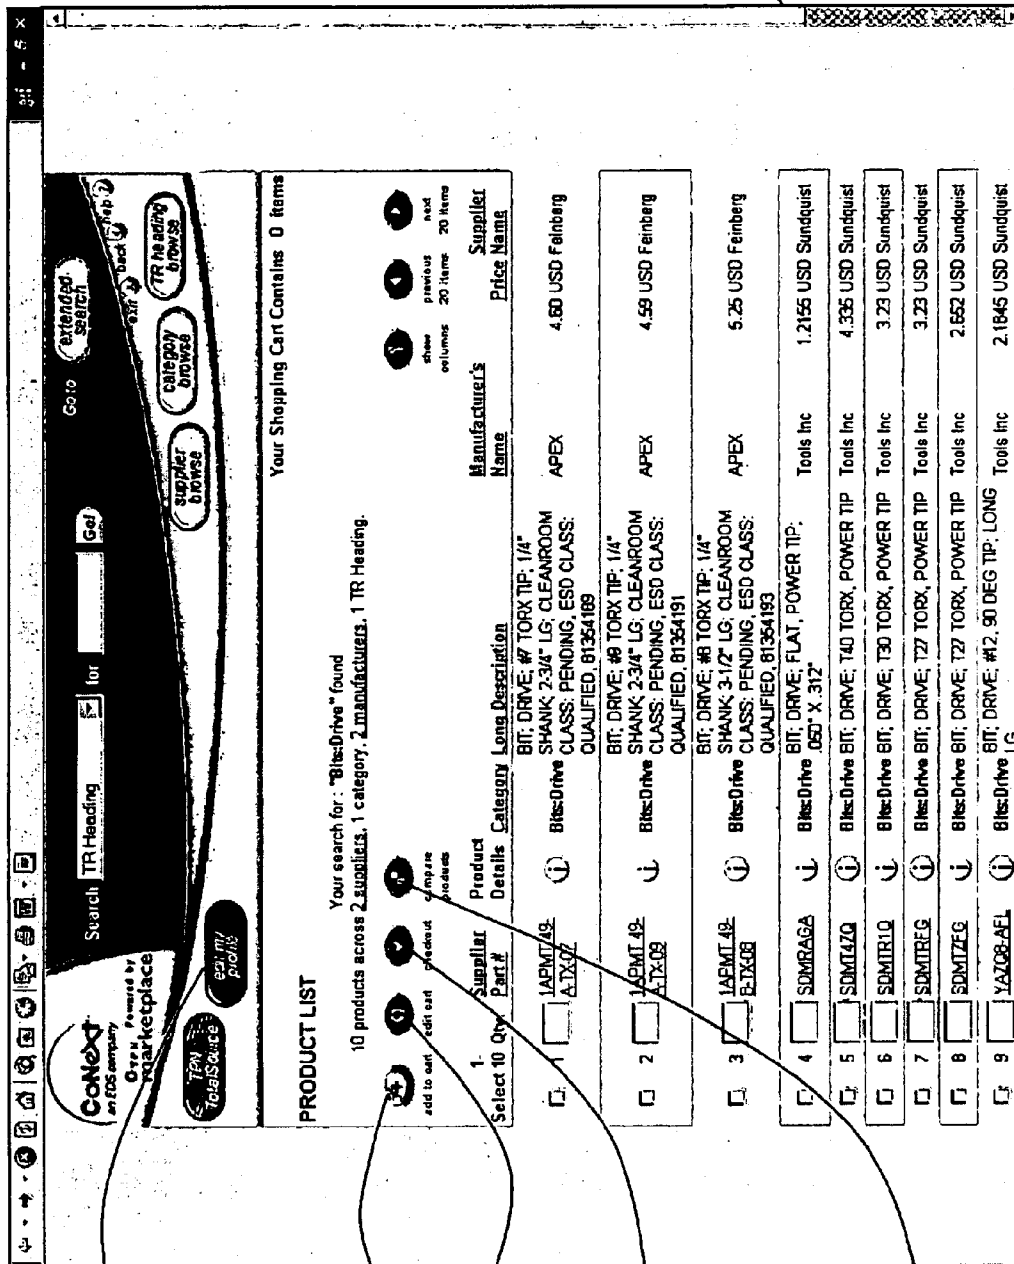 CoNext
an EDS company
Open Powered by
marketplace
Search TR Heading for Go!
Go to extended search
exit back help ?
TPN TotalSource
edit my profile
supplier browse
category browse
TR heading browse
PRODUCT LIST
Your Shopping Cart Contains 0 items
Your search for : "Bits:Drive" found
10 products across 2 suppliers, 1 category, 2 manufacturers, 1 TR Heading.
add to cart edit cart checkout compare products show columns previous 20 items next 20 items
Select 1-10 Qty. Supplier Part# Product Details Category Long Description Manufacturer's Name Price Supplier Name
1 1APMT 49-A-TX-07 i Bits:Drive BIT; DRIVE; #7 TORX TIP; 1/4" APEX 4.60 USD Feinberg
SHANK; 2-3/4" LG; CLEANROOM
CLASS: PENDING, ESD CLASS:
QUALIFIED, 81354189
2 1APMT 49-A-TX-09 i Bits:Drive BIT; DRIVE; #9 TORX TIP; 1/4" APEX 4.59 USD Feinberg
SHANK; 2-3/4" LG; CLEANROOM
CLASS: PENDING, ESD CLASS:
QUALIFIED, 81354191
3 1APMT 49-B-TX-08 i Bits:Drive BIT; DRIVE; #8 TORX TIP; 1/4" APEX 5.25 USD Feinberg
SHANK; 3-1/2" LG; CLEANROOM
CLASS: PENDING, ESD CLASS:
QUALIFIED, 81354193
4 SDMRAGA i Bits:Drive BIT; DRIVE; FLAT, POWER TIP; Tools Inc 1.2155 USD Sundquist
.050" X .312"
5 SDMT4ZQ i Bits:Drive BIT; DRIVE; T40 TORX, POWER TIP Tools Inc 4.335 USD Sundquist
6 SDMTR1Q i Bits:Drive BIT; DRIVE; T30 TORX, POWER TIP Tools Inc 3.23 USD Sundquist
7 SDMTRFG i Bits:Drive BIT; DRIVE; T27 TORX, POWER TIP Tools Inc 3.23 USD Sundquist
8 SDMTZFG i Bits:Drive BIT; DRIVE; T27 TORX, POWER TIP Tools Inc 2.652 USD Sundquist
9 YAZQ8-AFL i Bits:Drive BIT; DRIVE; #12, 90 DEG TIP; LONG Tools Inc 2.1845 USD Sundquist
LG